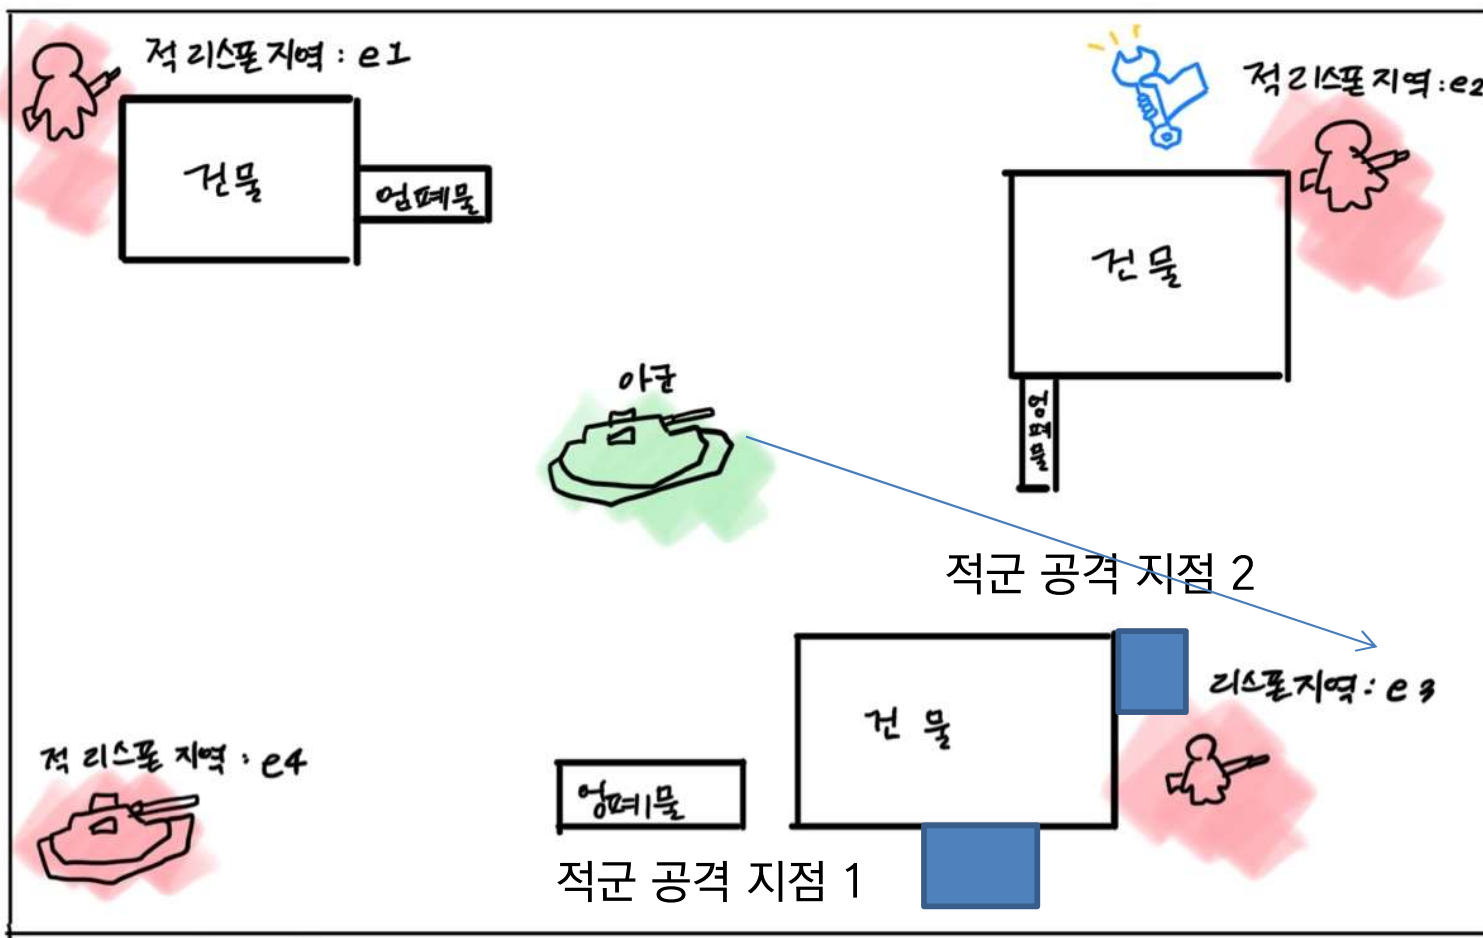 적 리스폰 지역 : e1
적 리스폰 지역 : e2
건물
엄폐물
건물
아군
엄폐물
적군 공격 지점 2
리스폰 지역 : e3
건물
적 리스폰 지역 : e4
엄폐물
적군 공격 지점 1